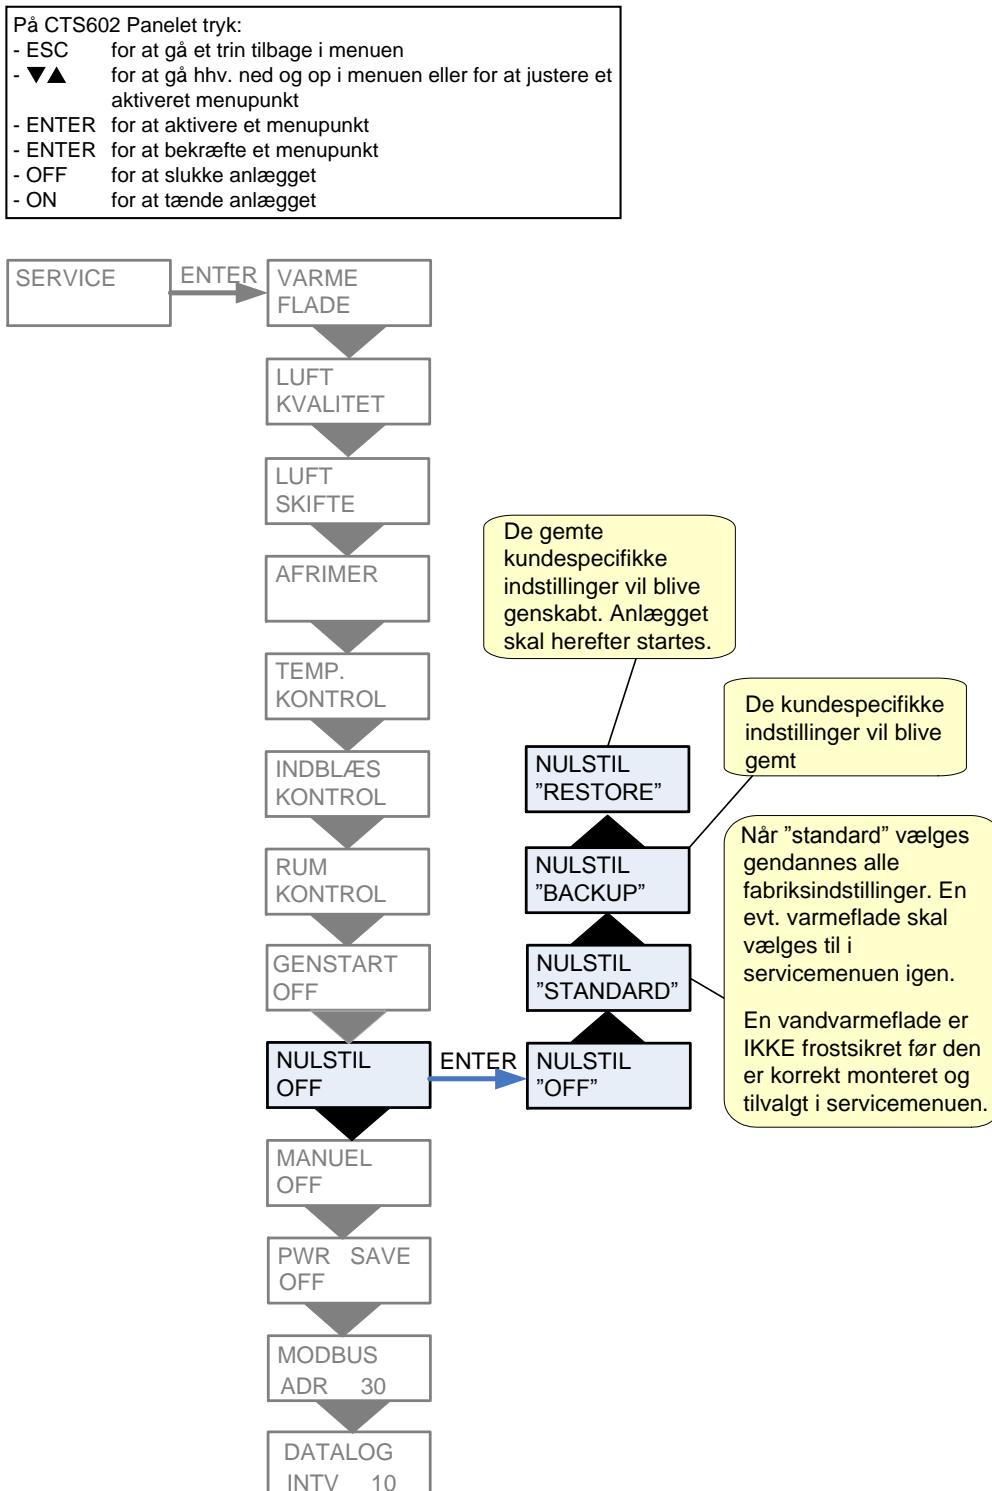 På CTS602 Panelet tryk:
- ESC for at gå et trin tilbage i menuen
- ▼▲ for at gå hhv. ned og op i menuen eller for at justere et
aktiveret menupunkt
- ENTER for at aktivere et menupunkt
- ENTER for at bekræfte et menupunkt
- OFF for at slukke anlægget
- ON for at tænde anlægget
SERVICE
ENTER
VARME
FLADE
LUFT
KVALITET
LUFT
SKIFTE
AFRIMER
TEMP.
KONTROL
INDBLÆS
KONTROL
RUM
KONTROL
GENSTART
OFF
NULSTIL
OFF
ENTER
NULSTIL
"OFF"
NULSTIL
”STANDARD”
NULSTIL
”BACKUP”
NULSTIL
”RESTORE”
De gemte
kundespecifikke
indstillinger vil blive
genskabt. Anlægget
skal herefter startes.
De kundespecifikke
indstillinger vil blive
gemt
Når ”standard” vælges
gendannes alle
fabriksindstillinger. En
evt. varmeflade skal
vælges til i
servicemenuen igen.
En vandvarmeflade er
IKKE frostsikret før den
er korrekt monteret og
tilvalgt i servicemenuen.
MANUEL
OFF
PWR SAVE
OFF
MODBUS
ADR 30
DATALOG
INTV 10